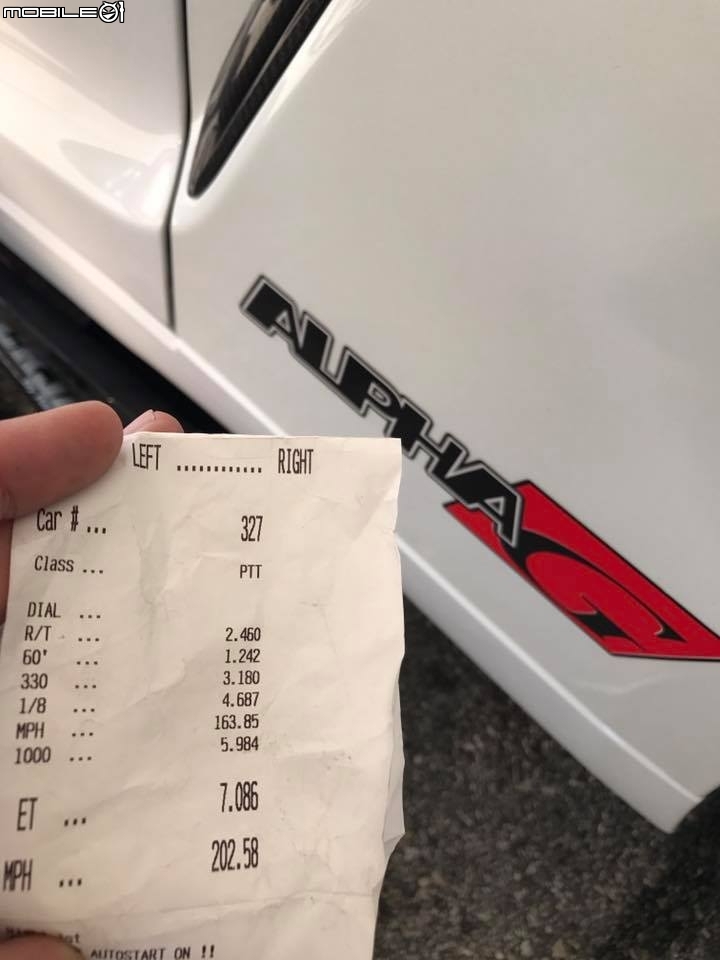 MOBILE01
ALPHA G
LEFT ............ RIGHT
Car # ... 327
Class ... PTT
DIAL ...
R/T ... 2.460
60' ... 1.242
330 ... 3.180
1/8 ... 4.687
MPH ... 163.85
1000 ... 5.984
ET ... 7.086
MPH ... 202.58
AUTOSTART ON !!